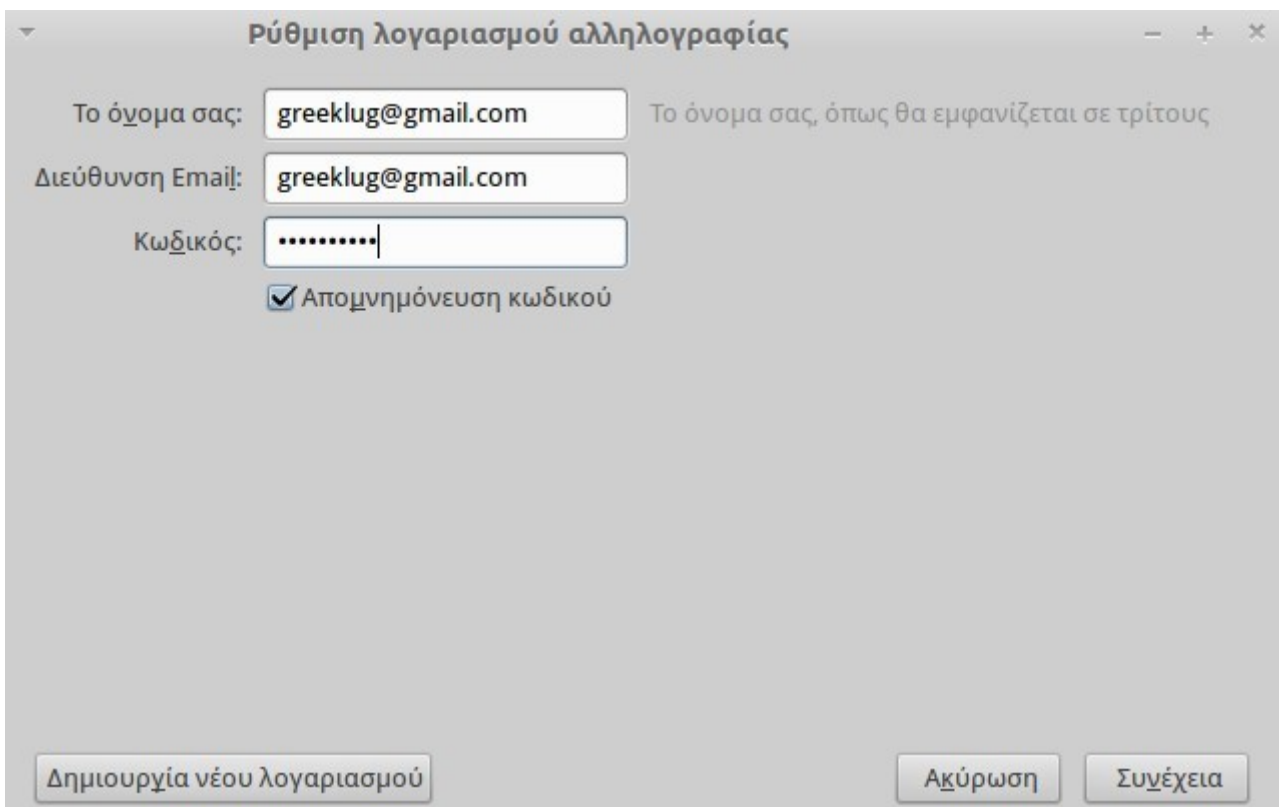 Ρύθμιση λογαριασμού αλληλογραφίας
Το όνομα σας: greeklug@gmail.com Το όνομα σας, όπως θα εμφανίζεται σε τρίτους
Διεύθυνση Email: greeklug@gmail.com
Κωδικός: ••••••••••
Απομνημόνευση κωδικού
Δημιουργία νέου λογαριασμού Ακύρωση Συνέχεια